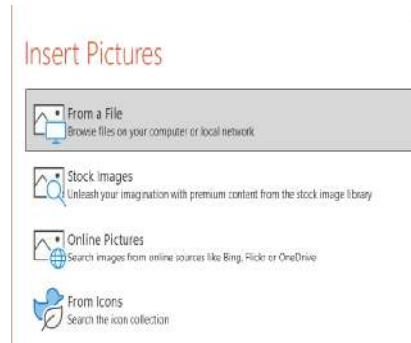 Insert Pictures
From a File
Browse files on your computer or local network
Stock Images
Unleash your imagination with premium content from the stock image library
Online Pictures
Search images from online sources like Bing, Flickr or OneDrive
From Icons
Search the icon collection